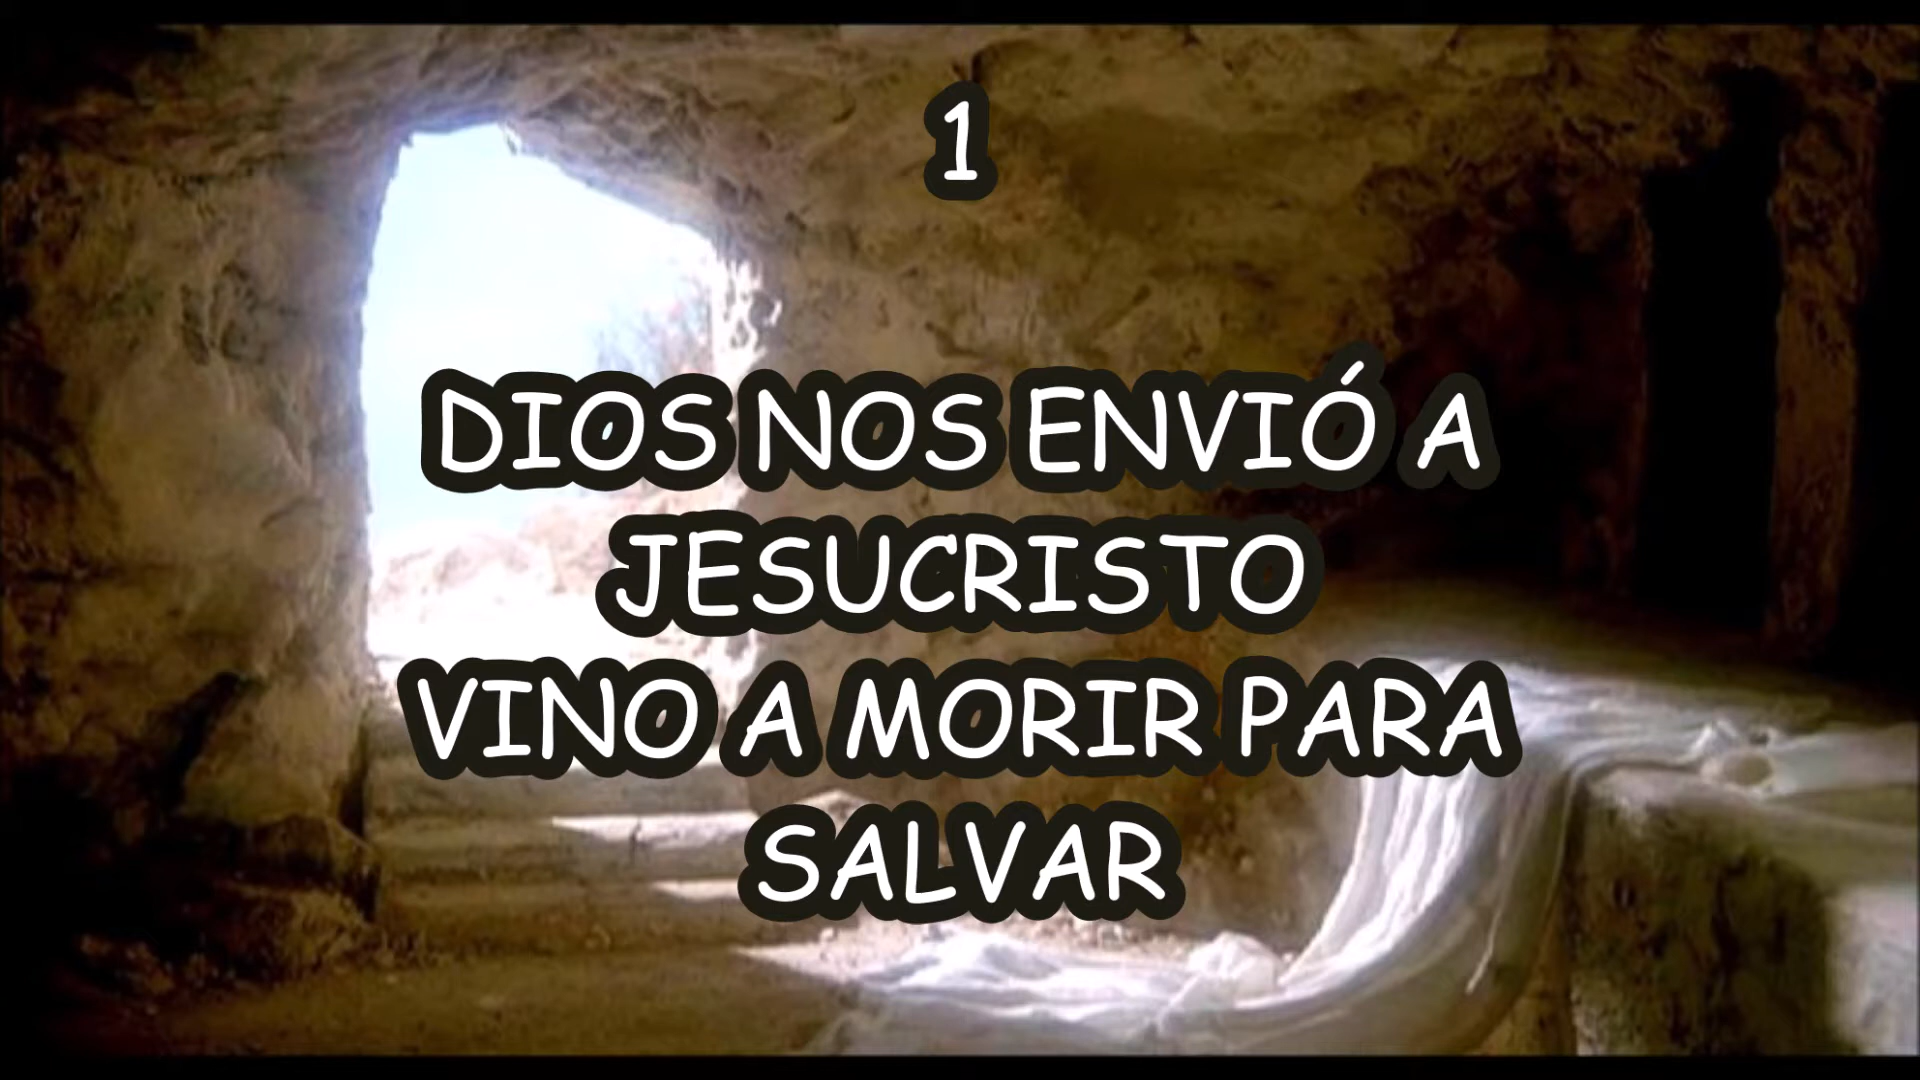 1
DIOS NOS ENVIÓ A
JESUCRISTO
VINO A MORIR PARA
SALVAR